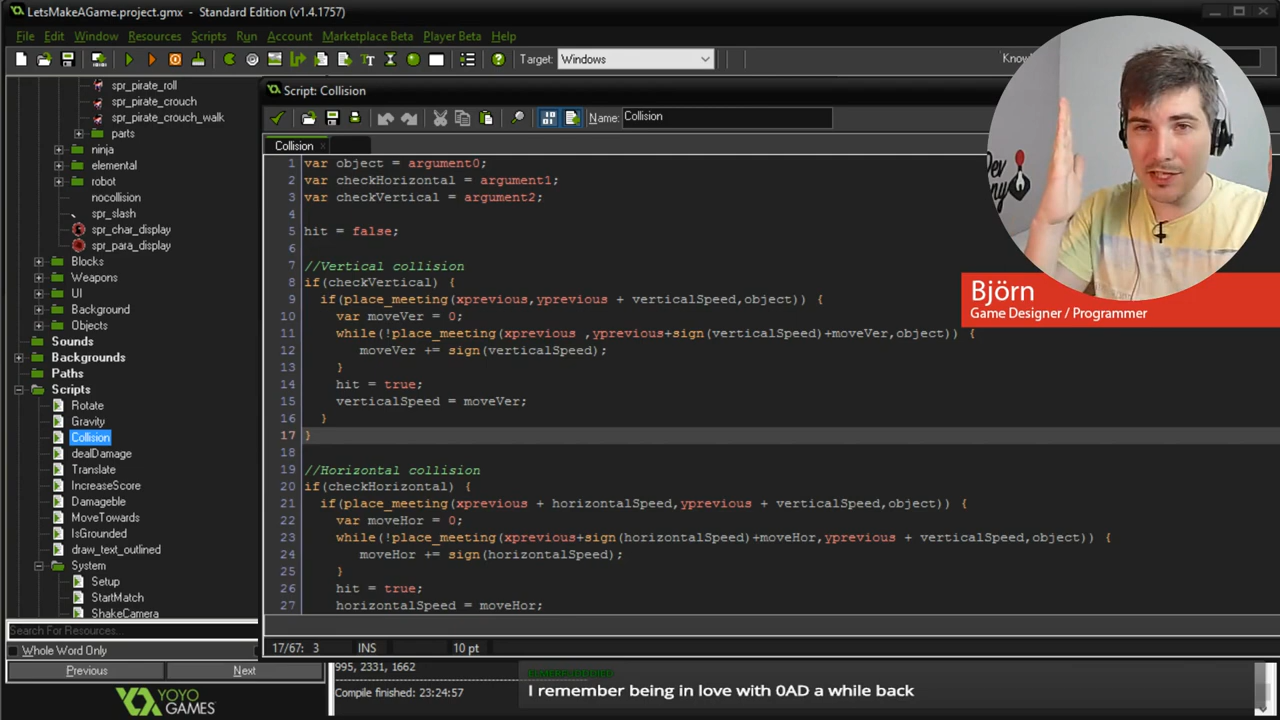 LetsMakeAGame.project.gmx - Standard Edition (v1.4.1757)
File Edit Window Resources Scripts Run Account Marketplace Beta Player Beta Help
Target: Windows
spr_pirate_roll
spr_pirate_crouch
spr_pirate_crouch_walk
parts
ninja
elemental
robot
nocollision
spr_slash
spr_char_display
spr_para_display
Blocks
Weapons
UI
Background
Objects
Sounds
Backgrounds
Paths
Scripts
Rotate
Gravity
Collision
dealDamage
Translate
IncreaseScore
Damageble
MoveTowards
IsGrounded
draw_text_outlined
System
Setup
StartMatch
ShakeCamera
Search For Resources...
Whole Word Only
Previous Next
YOYO
GAMES
Script: Collision
Name: Collision
Collision
1 var object = argument0;
2 var checkHorizontal = argument1;
3 var checkVertical = argument2;
4
5 hit = false;
6
7 //Vertical collision
8 if(checkVertical) {
9 if(place_meeting(xprevious,yprevious + verticalSpeed,object)) {
10 var moveVer = 0;
11 while(!place_meeting(xprevious ,yprevious+sign(verticalSpeed)+moveVer,object)) {
12 moveVer += sign(verticalSpeed);
13 }
14 hit = true;
15 verticalSpeed = moveVer;
16 }
17 }
18
19 //Horizontal collision
20 if(checkHorizontal) {
21 if(place_meeting(xprevious + horizontalSpeed,yprevious + verticalSpeed,object)) {
22 var moveHor = 0;
23 while(!place_meeting(xprevious+sign(horizontalSpeed)+moveHor,yprevious + verticalSpeed,object)) {
24 moveHor += sign(horizontalSpeed);
25 }
26 hit = true;
27 horizontalSpeed = moveHor;
17/67: 3 INS 10 pt
995, 2331, 1662
Compile finished: 23:24:57
I remember being in love with 0AD a while back
Björn
Game Designer / Programmer